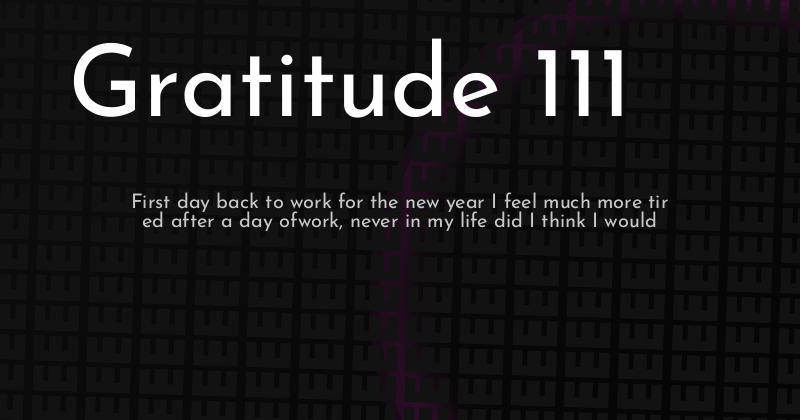 Gratitude 111
First day back to work for the new year I feel much more tir
ed after a day ofwork, never in my life did I think I would